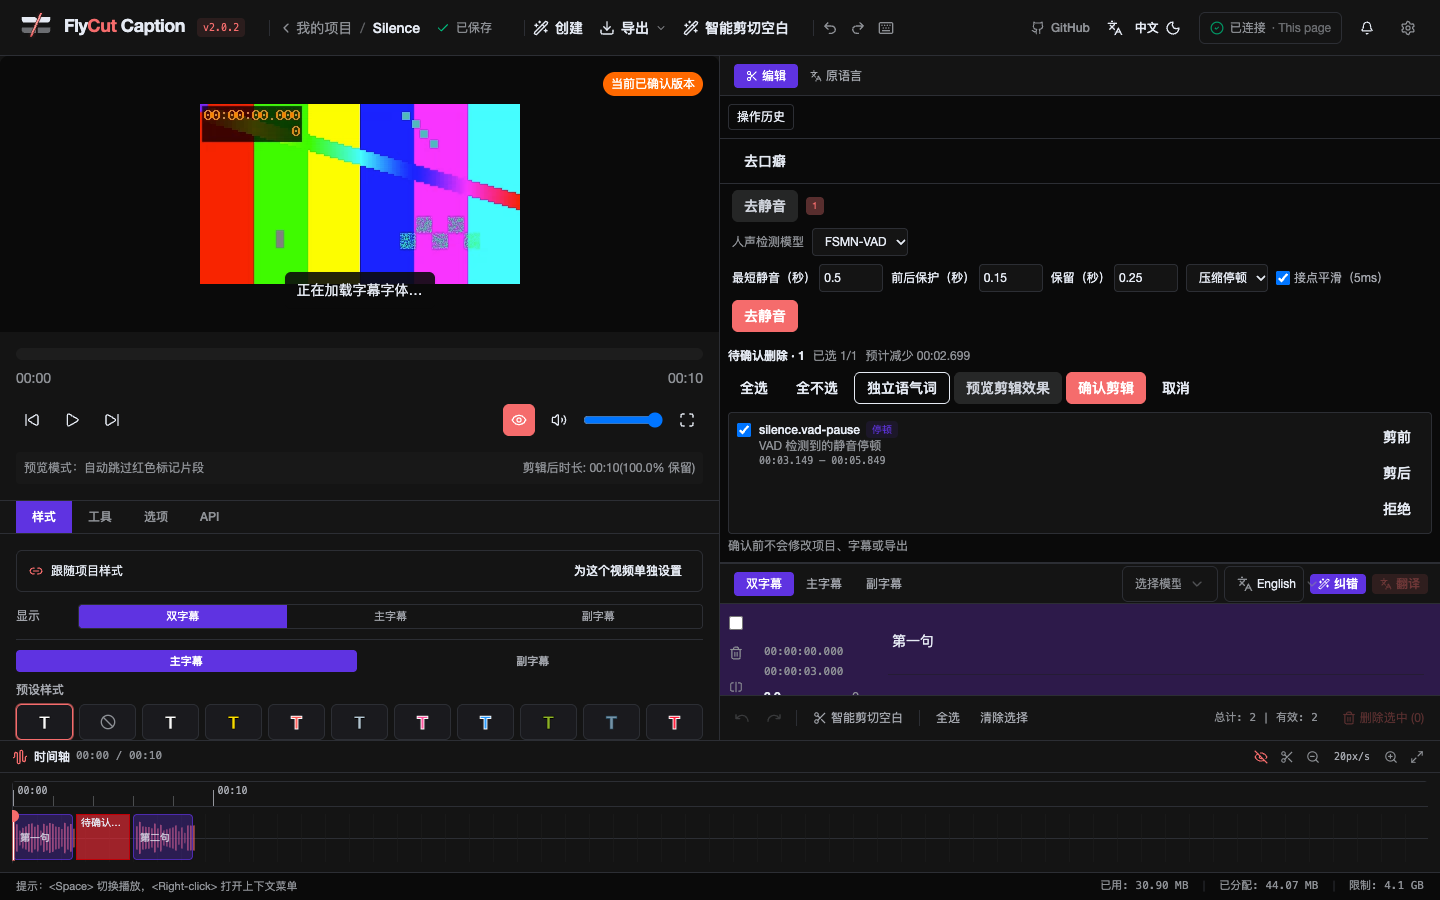 FlyCut Caption v2.0.2 我的项目 / Silence 已保存 创建 导出 智能剪切空白 GitHub 中文 已连接 · This page
当前已确认版本
00:00:00.000
0
正在加载字幕字体...
00:00 00:10
预览模式：自动跳过红色标记片段 剪辑后时长: 00:10(100.0% 保留)
样式 工具 选项 API
跟随项目样式 为这个视频单独设置
显示 双字幕 主字幕 副字幕
主字幕 副字幕
预设样式
T T T T T T T T T T
编辑 原语言
操作历史
去口癖
去静音 1
人声检测模型 FSMN-VAD
最短静音（秒） 0.5 前后保护（秒） 0.15 保留（秒） 0.25 压缩停顿 接点平滑（5ms）
去静音
待确认删除 · 1 已选 1/1 预计减少 00:02.699
全选 全不选 独立语气词 预览剪辑效果 确认剪辑 取消
silence.vad-pause 停顿
VAD 检测到的静音停顿
00:03.149 — 00:05.849
剪前
剪后
拒绝
确认前不会修改项目、字幕或导出
双字幕 主字幕 副字幕 选择模型 English 纠错 翻译
第一句
00:00:00.000
00:00:03.000
智能剪切空白 全选 清除选择 总计: 2 | 有效: 2 删除选中 (0)
时间轴 00:00 / 00:10 20px/s
00:00 00:10
第一句 待确认... 第二句
提示: <Space> 切换播放，<Right-click> 打开上下文菜单 已用: 30.90 MB 已分配: 44.07 MB 限制: 4.1 GB